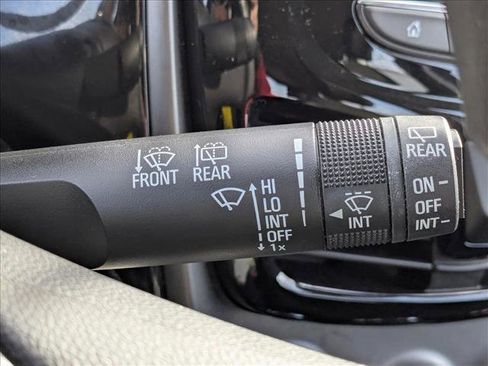 FRONT
REAR
HI
LO
INT
OFF
1x
INT
REAR
ON
OFF
INT